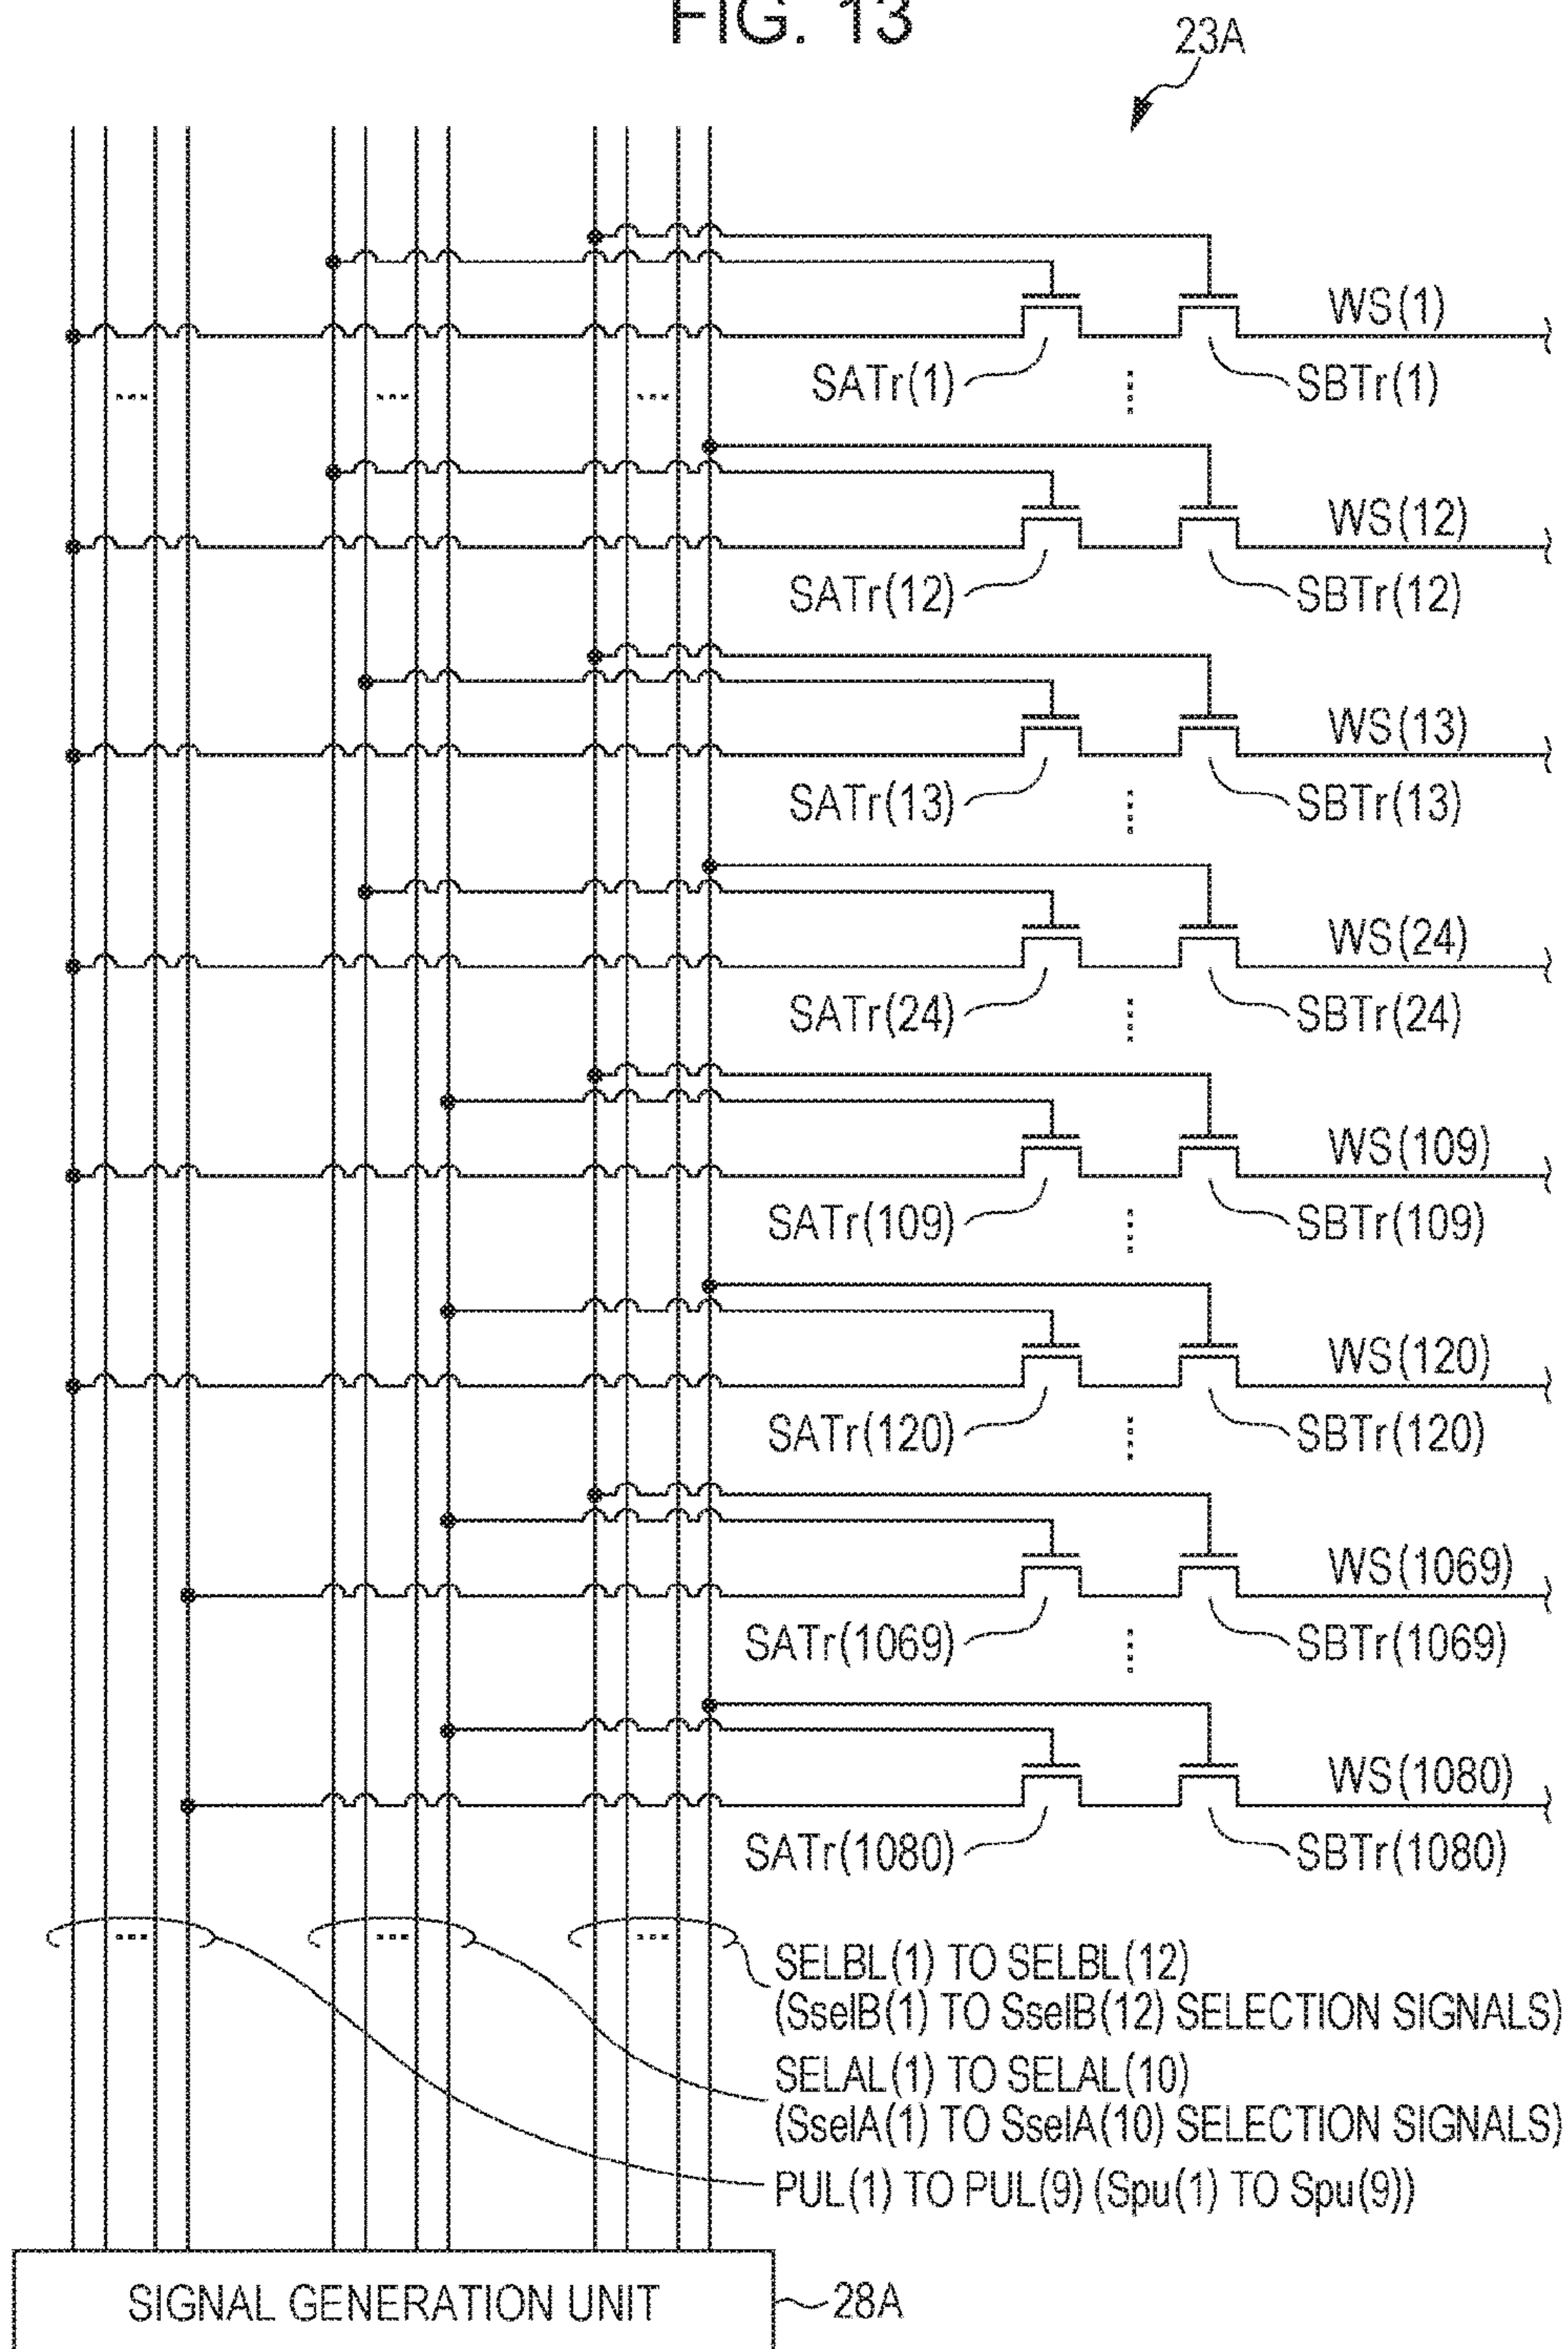 FIG. 13
23A
WS(1)
SATr(1)
SBTr(1)
WS(12)
SATr(12)
SBTr(12)
WS(13)
SATr(13)
SBTr(13)
WS(24)
SATr(24)
SBTr(24)
WS(109)
SATr(109)
SBTr(109)
WS(120)
SATr(120)
SBTr(120)
WS(1069)
SATr(1069)
SBTr(1069)
WS(1080)
SATr(1080)
SBTr(1080)
SELBL(1) TO SELBL(12)
(SselB(1) TO SselB(12) SELECTION SIGNALS)
SELAL(1) TO SELAL(10)
(SselA(1) TO SselA(10) SELECTION SIGNALS)
PUL(1) TO PUL(9) (Spu(1) TO Spu(9))
SIGNAL GENERATION UNIT
28A